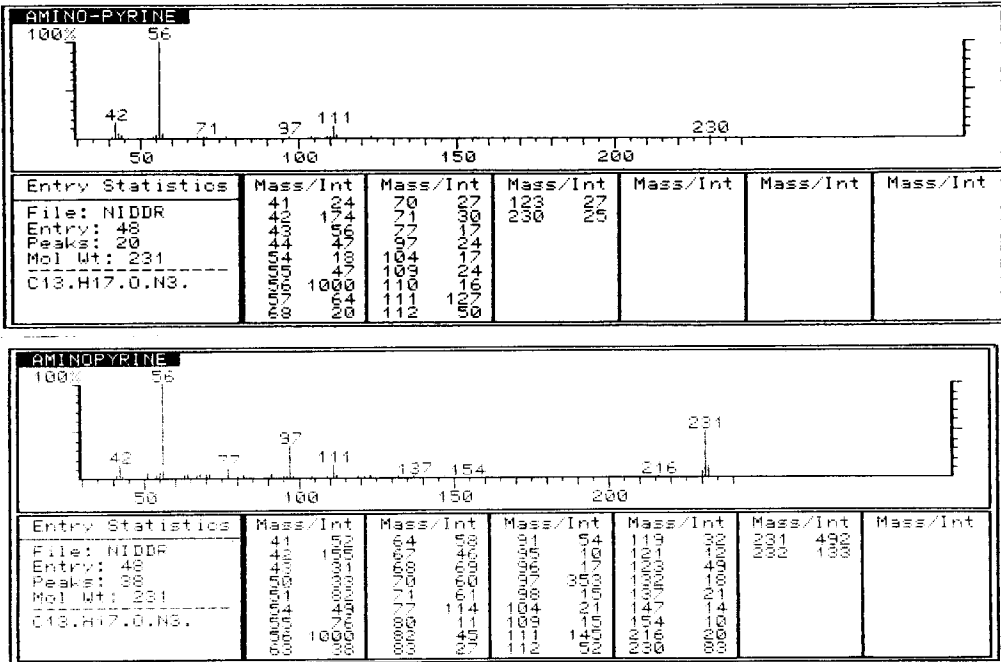 AMINO-PYRINE
100%
56
42
71
97
111
230
50 100 150 200
Entry Statistics Mass/Int Mass/Int Mass/Int Mass/Int Mass/Int Mass/Int
File: NIDDR
Entry: 48
Peaks: 20
Mol Wt: 231
C13.H17.O.N3.
41 24 70 27 123 27
42 174 71 30 230 25
43 56 77 17
44 47 97 24
54 18 104 17
55 47 109 24
56 1000 110 16
57 64 111 127
68 20 112 50
AMINOPYRINE
100%
56
42
77
97
111
137
154
216
231
50 100 150 200
Entry Statistics Mass/Int Mass/Int Mass/Int Mass/Int Mass/Int Mass/Int
File: NIDDR
Entry: 48
Peaks: 38
Mol Wt: 231
C13.H17.O.N3.
41 52 64 58 91 54 119 32 231 492
42 155 67 46 95 10 121 12 232 133
43 31 68 69 96 17 123 49
50 33 70 60 97 353 132 18
51 82 71 61 98 15 137 21
54 49 77 114 104 21 147 14
55 76 80 11 109 15 154 10
56 1000 82 45 111 145 216 20
63 38 83 27 112 52 230 83